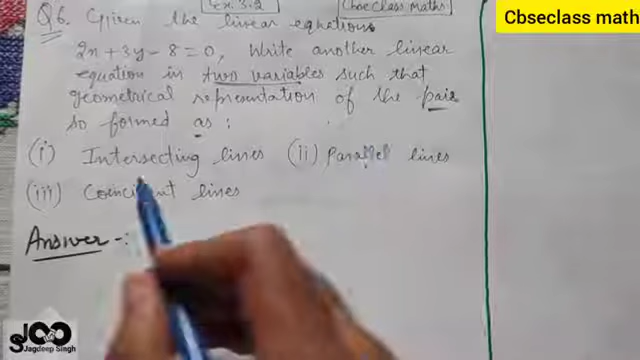 Ex. 3.2
Cbseclass Maths
Cbseclass math
Q6. Given the linear equations
2x + 3y - 8 = 0, Write another linear
equation in two variables such that
geometrical representation of the pair
so formed as :
(i) Intersecting lines (ii) Parallel lines
(iii) Coincident lines
Answer -:
Jagdeep Singh